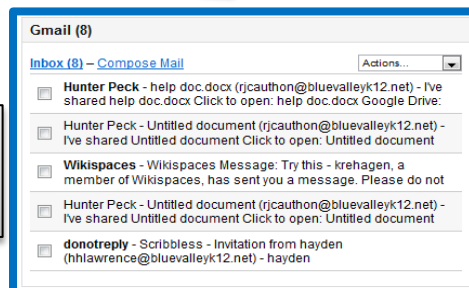 Gmail (8)
Inbox (8) – Compose Mail
Actions...
Hunter Peck - help doc.docx (rjcauthon@bluevalleyk12.net) - I've
shared help doc.docx Click to open: help doc.docx Google Drive:
Hunter Peck - Untitled document (rjcauthon@bluevalleyk12.net) -
I've shared Untitled document Click to open: Untitled document
Wikispaces - Wikispaces Message: Try this - krehagen, a
member of Wikispaces, has sent you a message. Please do not
Hunter Peck - Untitled document (rjcauthon@bluevalleyk12.net) -
I've shared Untitled document Click to open: Untitled document
donotreply - Scribbless - Invitation from hayden
(hhlawrence@bluevalleyk12.net) - hayden